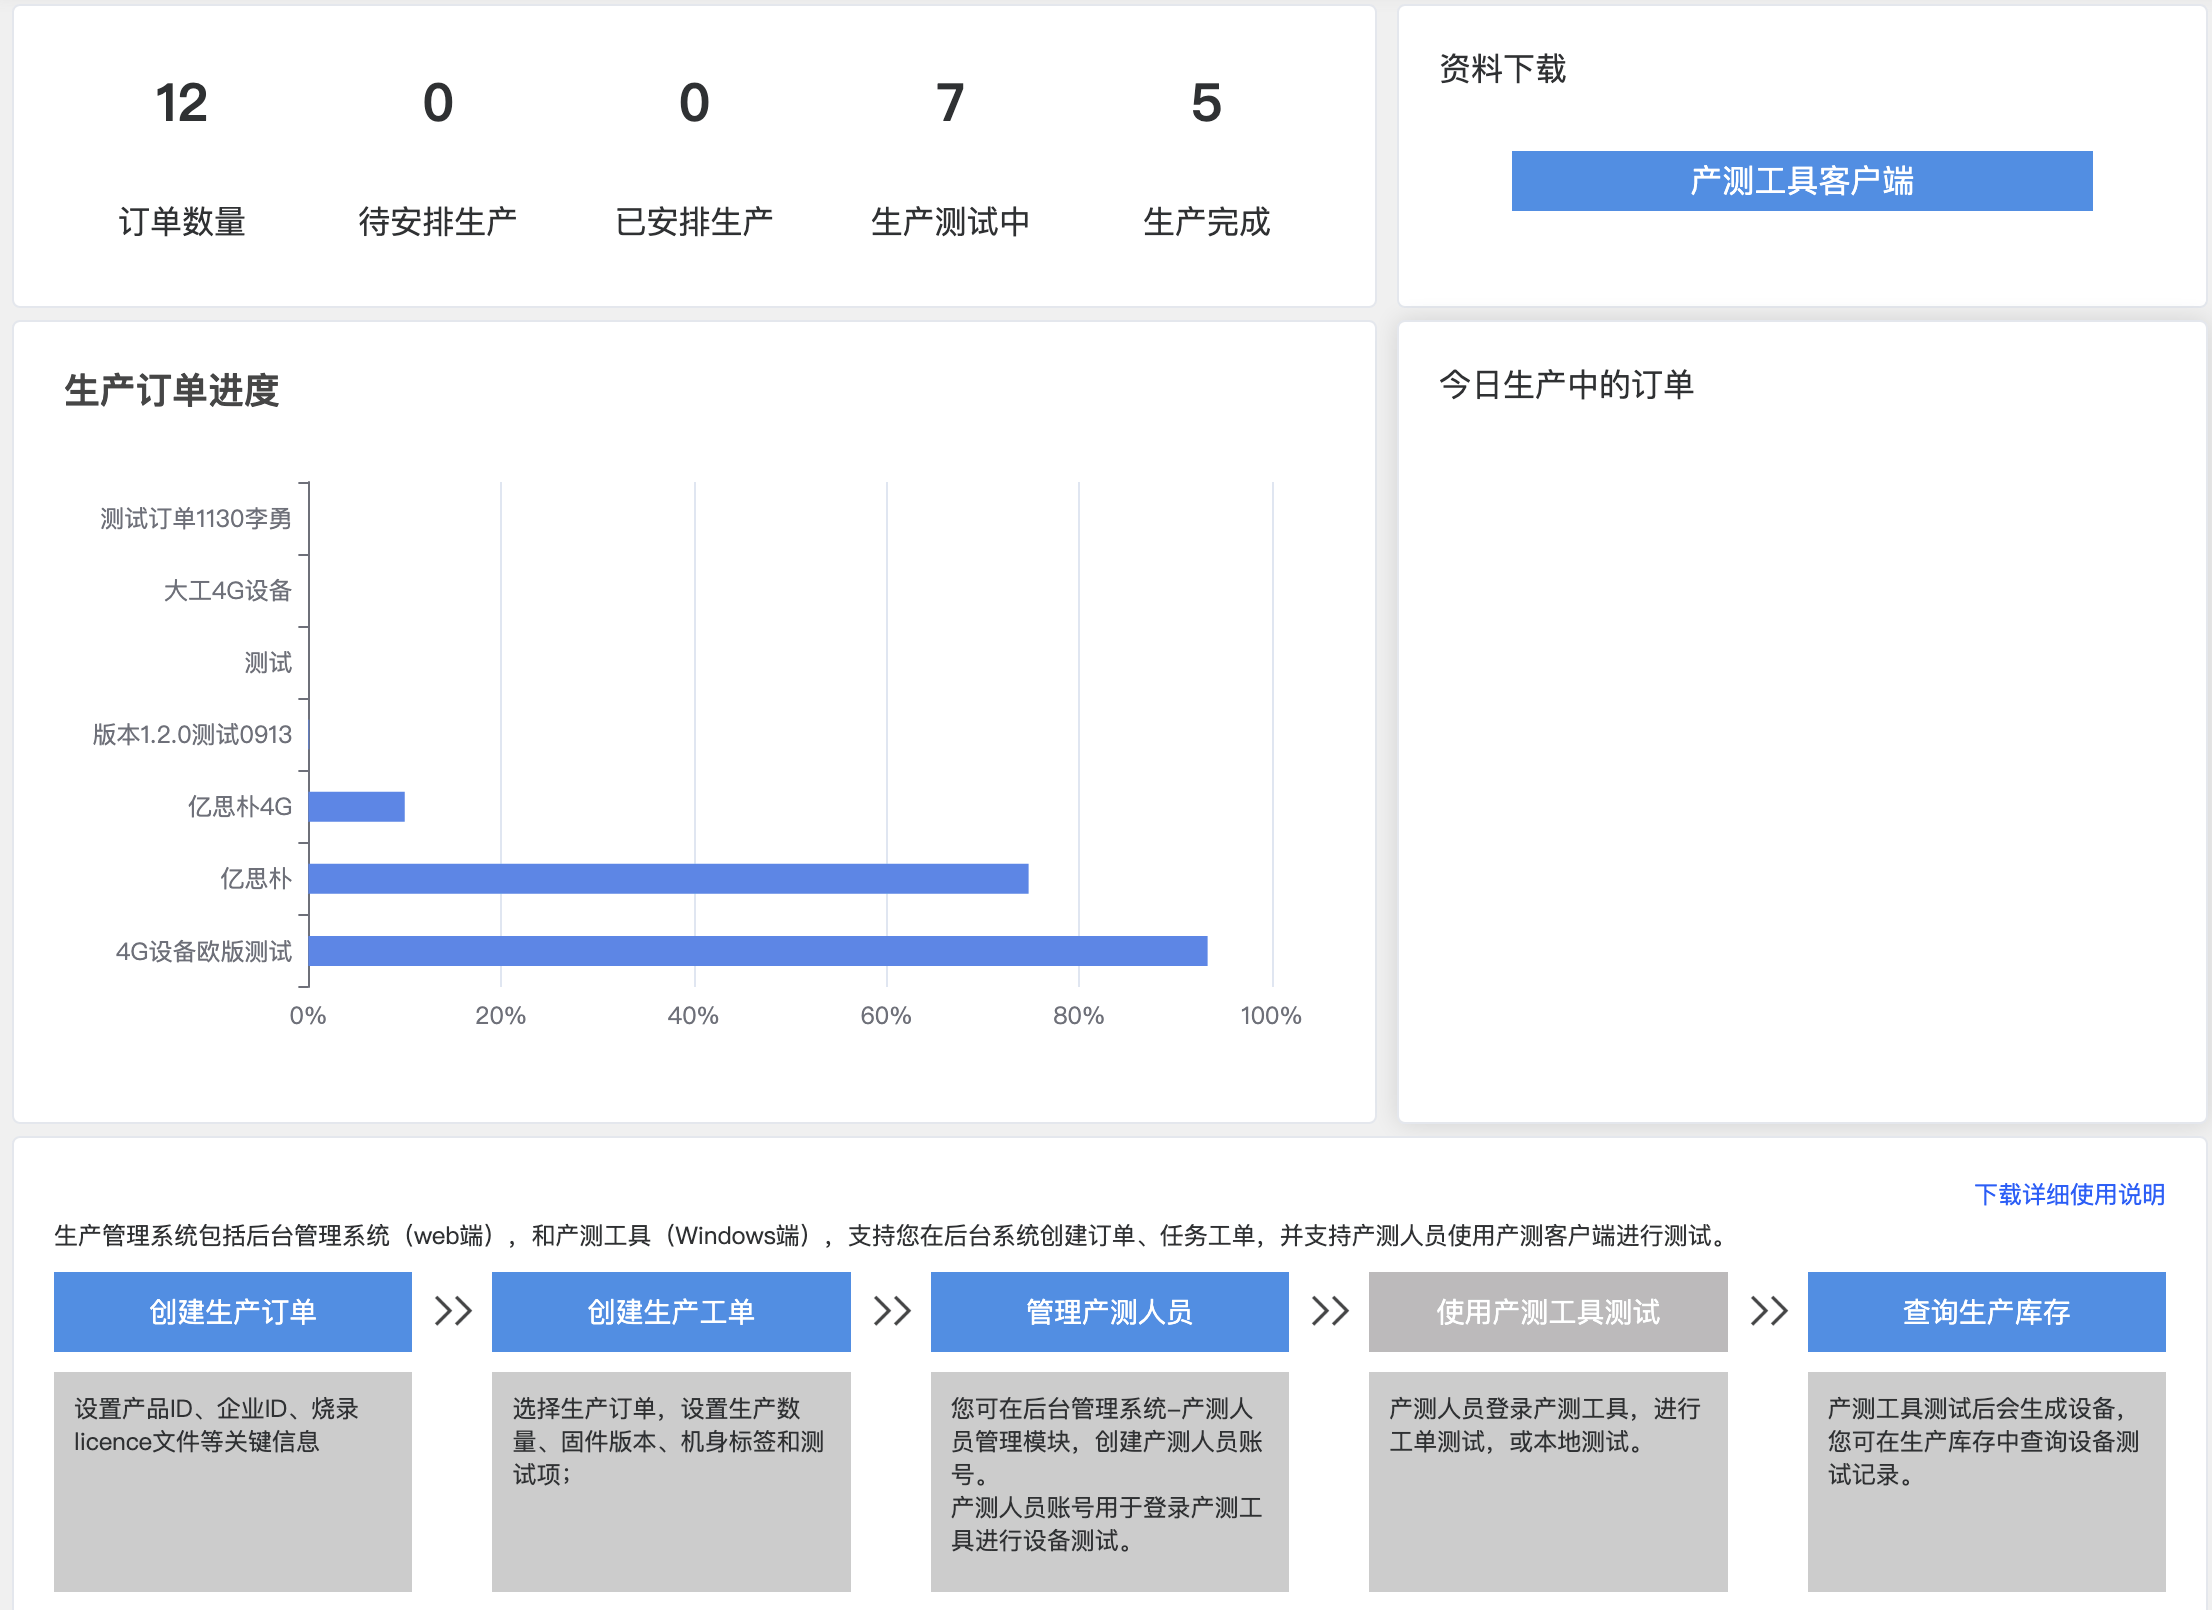 12
0
0
7
5
订单数量
待安排生产
已安排生产
生产测试中
生产完成
资料下载
产测工具客户端
生产订单进度
测试订单1130李勇
大工4G设备
测试
版本1.2.0测试0913
亿思朴4G
亿思朴
4G设备欧版测试
0%
20%
40%
60%
80%
100%
今日生产中的订单
下载详细使用说明
生产管理系统包括后台管理系统（web端），和产测工具（Windows端），支持您在后台系统创建订单、任务工单，并支持产测人员使用产测客户端进行测试。
创建生产订单
创建生产工单
管理产测人员
使用产测工具测试
查询生产库存
设置产品ID、企业ID、烧录
licence文件等关键信息
选择生产订单，设置生产数
量、固件版本、机身标签和测
试项；
您可在后台管理系统-产测人
员管理模块，创建产测人员账
号。
产测人员账号用于登录产测工
具进行设备测试。
产测人员登录产测工具，进行
工单测试，或本地测试。
产测工具测试后会生成设备，
您可在生产库存中查询设备测
试记录。